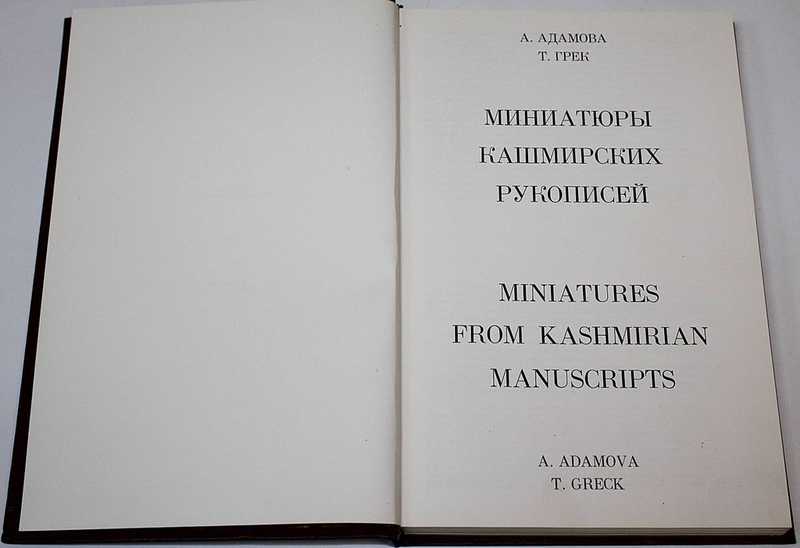 А. АДАМОВА
Т. ГРЕК
МИНИАТЮРЫ
КАШМИРСКИХ
РУКОПИСЕЙ
MINIATURES
FROM KASHMIRIAN
MANUSCRIPTS
A. ADAMOVA
T. GRECK